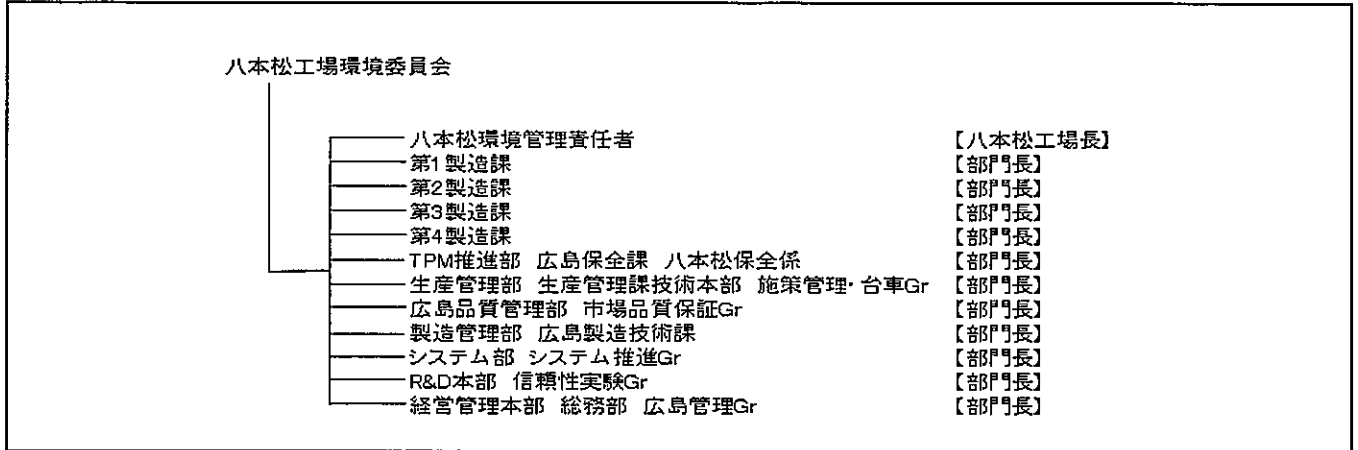 八本松工場環境委員会
八本松環境管理責任者 【八本松工場長】
第1製造課 【部門長】
第2製造課 【部門長】
第3製造課 【部門長】
第4製造課 【部門長】
TPM推進部 広島保全課 八本松保全係 【部門長】
生産管理部 生産管理課技術本部 施策管理・台車Gr 【部門長】
広島品質管理部 市場品質保証Gr 【部門長】
製造管理部 広島製造技術課 【部門長】
システム部 システム推進Gr 【部門長】
R&D本部 信頼性実験Gr 【部門長】
経営管理本部 総務部 広島管理Gr 【部門長】